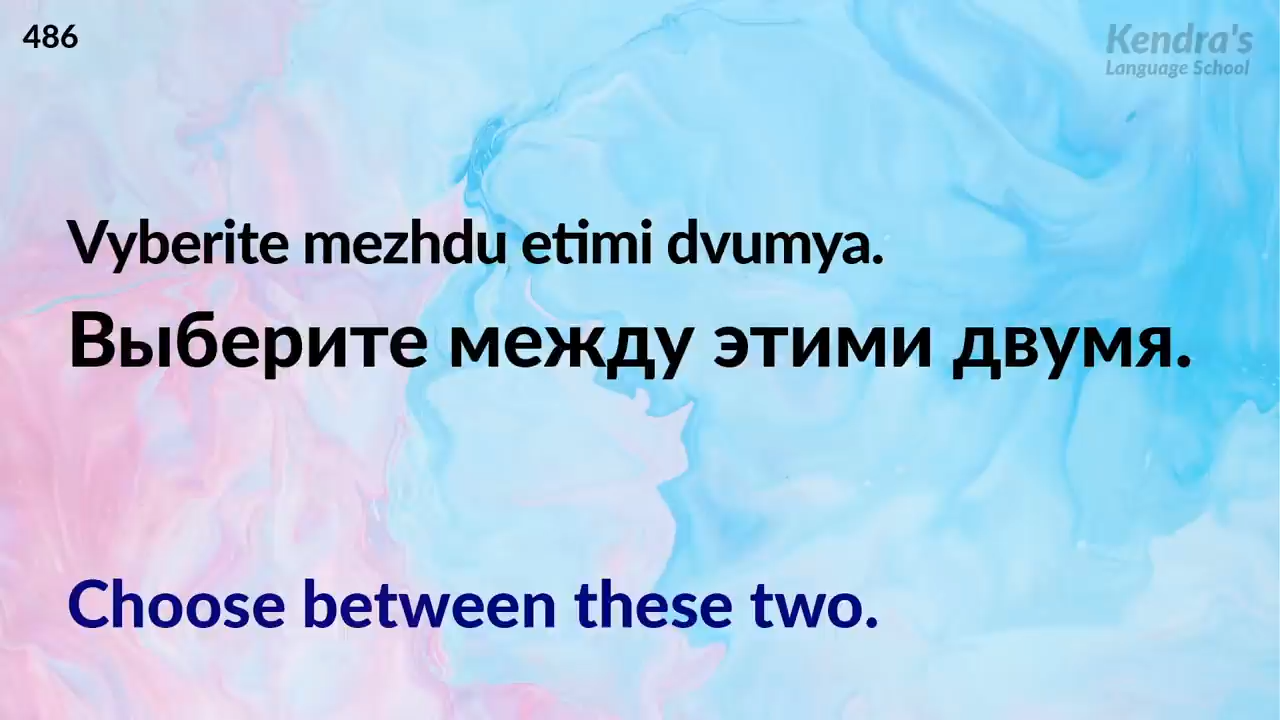 486
Kendra's
Language School
Vyberite mezhdu etimi dvumya.
Выберите между этими двумя.
Choose between these two.